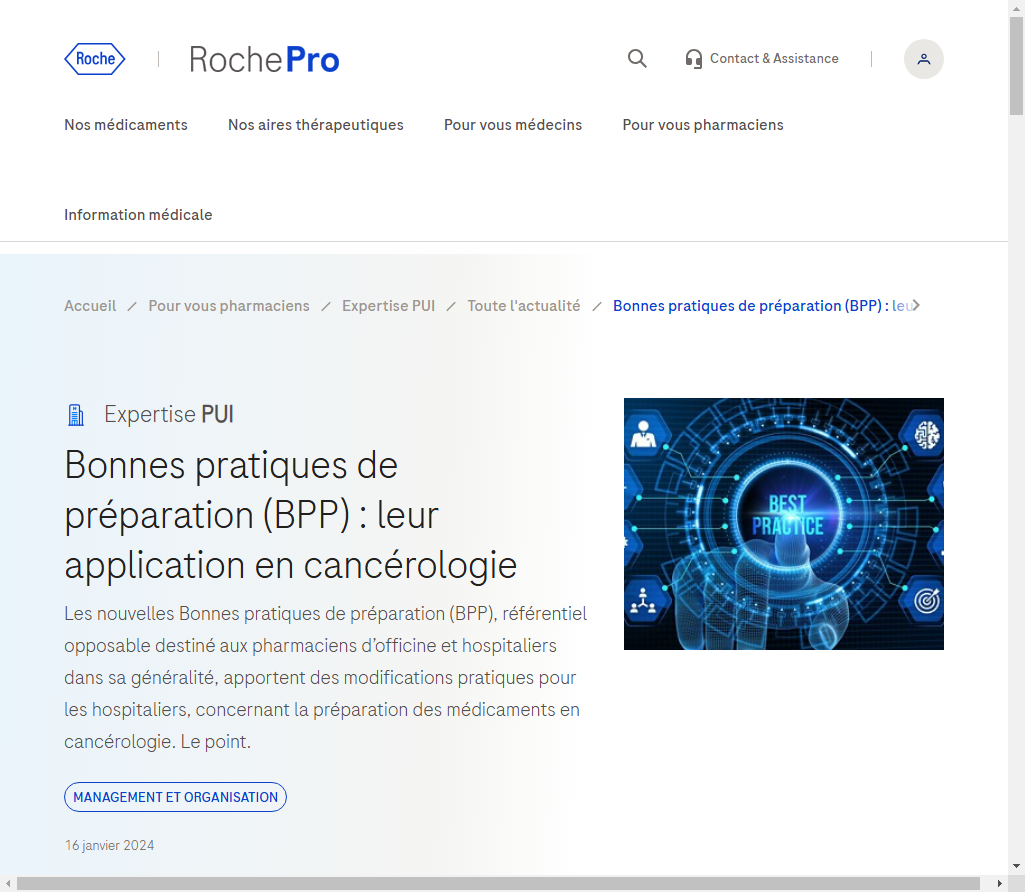 Roche
RochePro
Contact & Assistance
Nos médicaments
Nos aires thérapeutiques
Pour vous médecins
Pour vous pharmaciens
Information médicale
Accueil / Pour vous pharmaciens / Expertise PUI / Toute l'actualité / Bonnes pratiques de préparation (BPP) : leu
Expertise PUI
Bonnes pratiques de
préparation (BPP) : leur
application en cancérologie
BEST
PRACTICE
Les nouvelles Bonnes pratiques de préparation (BPP), référentiel
opposable destiné aux pharmaciens d’officine et hospitaliers
dans sa généralité, apportent des modifications pratiques pour
les hospitaliers, concernant la préparation des médicaments en
cancérologie. Le point.
MANAGEMENT ET ORGANISATION
16 janvier 2024